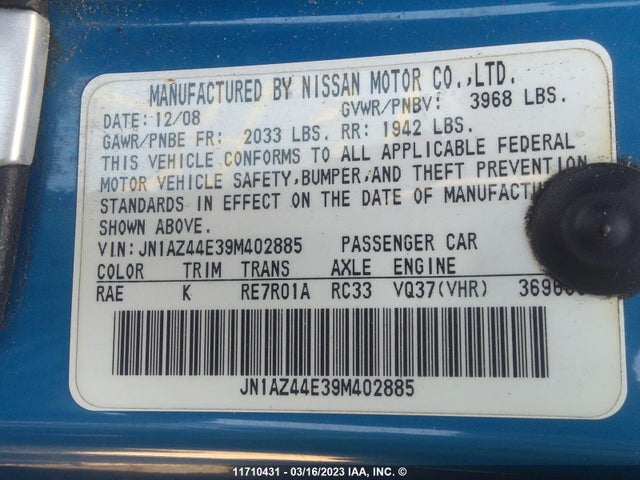 MANUFACTURED BY NISSAN MOTOR CO.,LTD.
DATE: 12/08 GVWR/PNBV: 3968 LBS.
GAWR/PNBE FR: 2033 LBS. RR: 1942 LBS.
THIS VEHICLE CONFORMS TO ALL APPLICABLE FEDERAL
MOTOR VEHICLE SAFETY,BUMPER,AND THEFT PREVENTION
STANDARDS IN EFFECT ON THE DATE OF
SHOWN ABOVE.
VIN:JN1AZ44E39M402885 PASSENGER CAR
COLOR TRIM TRANS AXLE ENGINE
RAE K RE7R01A RC33 VQ37(VHR)
JN1AZ44E39M402885
11710431 - 03/16/2023 IAA, INC. ©